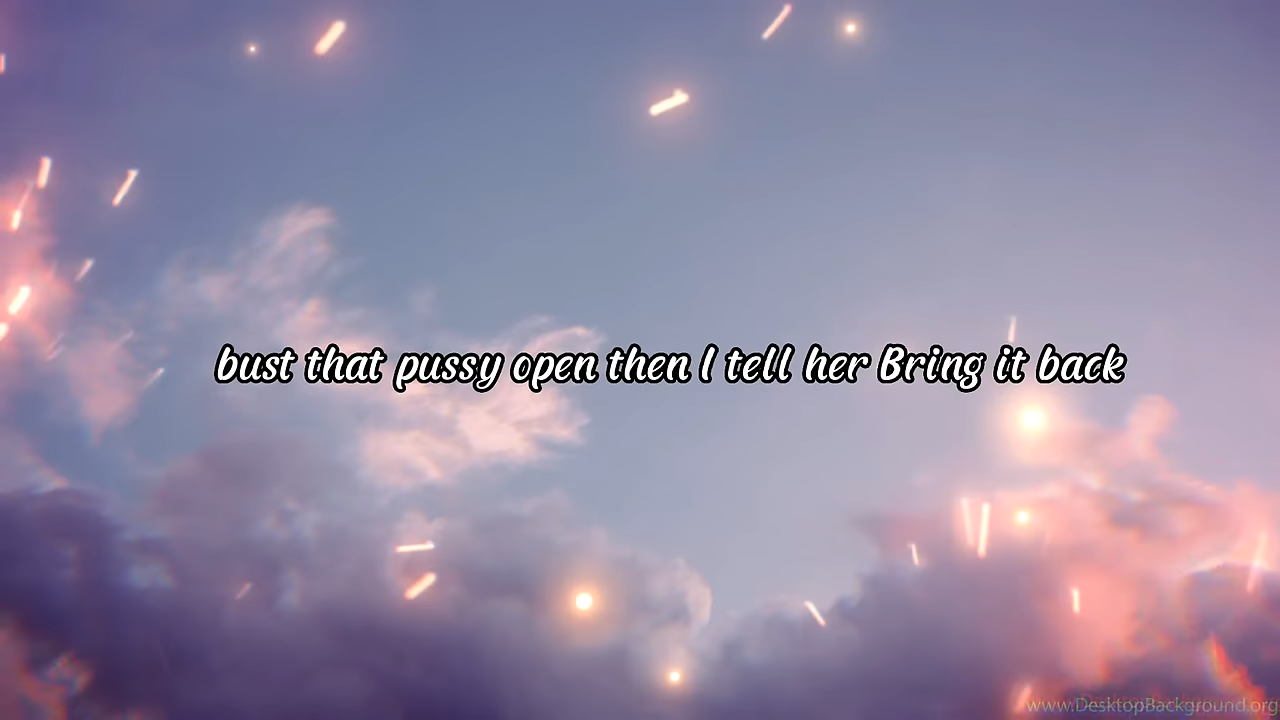 bust that pussy open then I tell her Bring it back
www.DesktopBackground.org